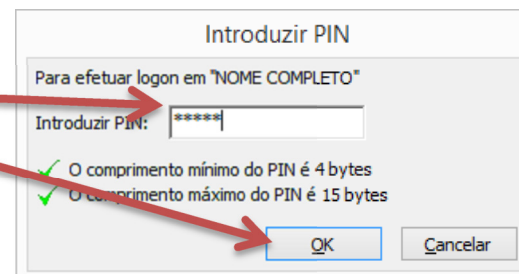 Introduzir PIN
Para efetuar logon em "NOME COMPLETO"
Introduzir PIN: *****
O comprimento mínimo do PIN é 4 bytes
O comprimento máximo do PIN é 15 bytes
OK Cancelar